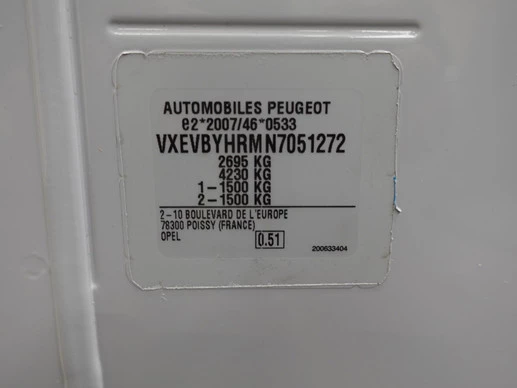 AUTOMOBILES PEUGEOT
e2*2007/46*0533
VXEVBYHRMN7051272
2695 KG
4230 KG
1-1500 KG
2-1500 KG
2-10 BOULEVARD DE L'EUROPE
78300 POISSY (FRANCE)
OPEL 0.51
200633404